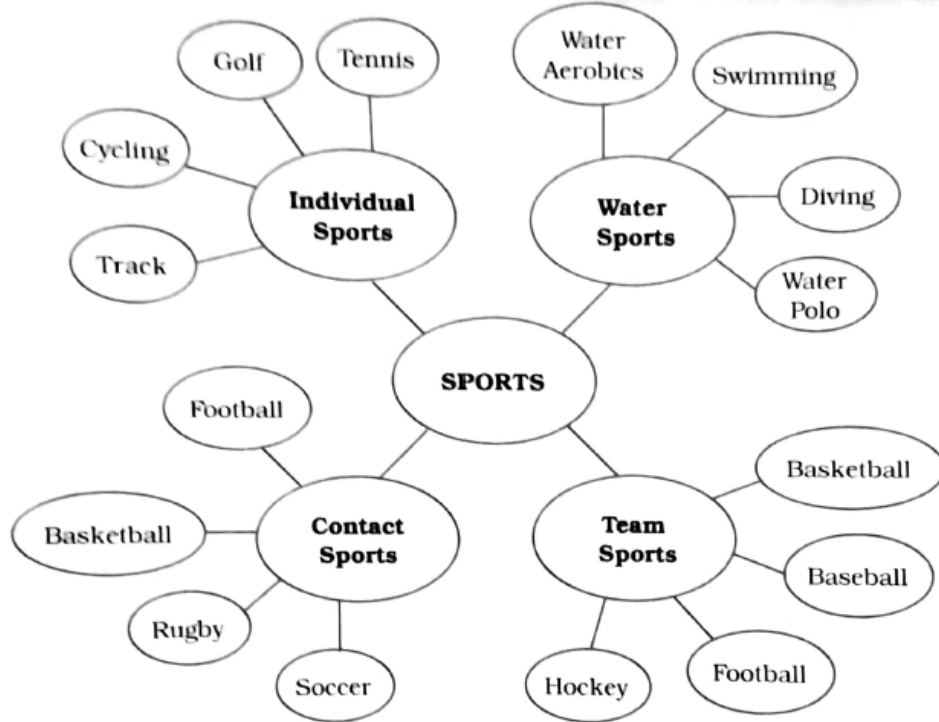 Golf
Tennis
Cycling
Track
Individual
Sports
Water
Aerobics
Swimming
Diving
Water
Polo
Water
Sports
SPORTS
Football
Basketball
Rugby
Soccer
Contact
Sports
Team
Sports
Basketball
Baseball
Football
Hockey